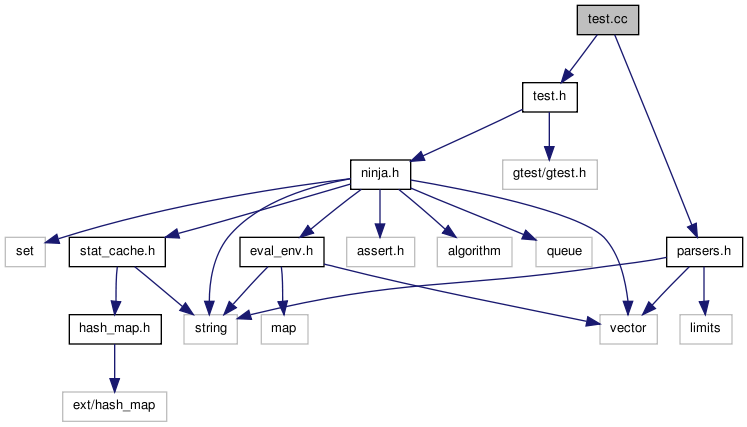 test.cc
test.h
ninja.h
gtest/gtest.h
set
stat_cache.h
eval_env.h
assert.h
algorithm
queue
parsers.h
hash_map.h
string
map
vector
limits
ext/hash_map